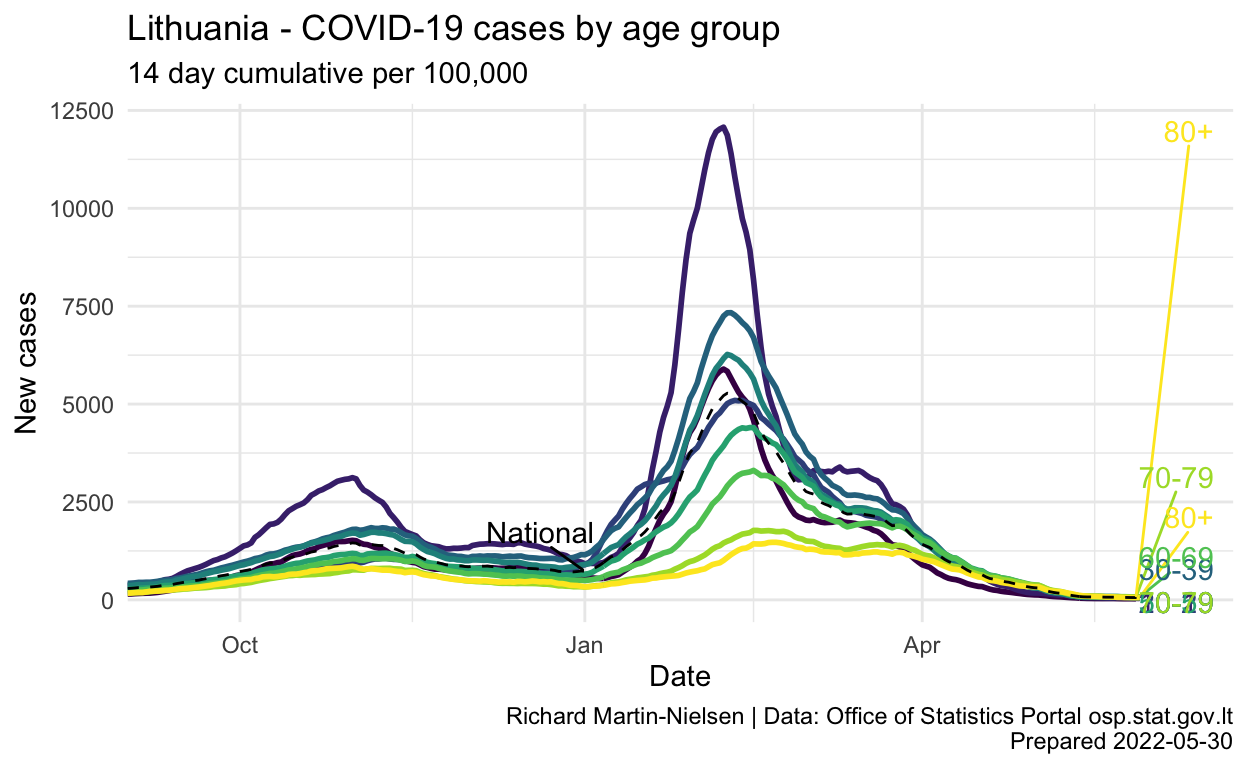 Lithuania - COVID-19 cases by age group
14 day cumulative per 100,000
12500
10000
7500
5000
2500
0
New cases
National
80+
70-79
80+
60-69
70-79
Oct
Jan
Apr
Date
Richard Martin-Nielsen | Data: Office of Statistics Portal osp.stat.gov.lt
Prepared 2022-05-30